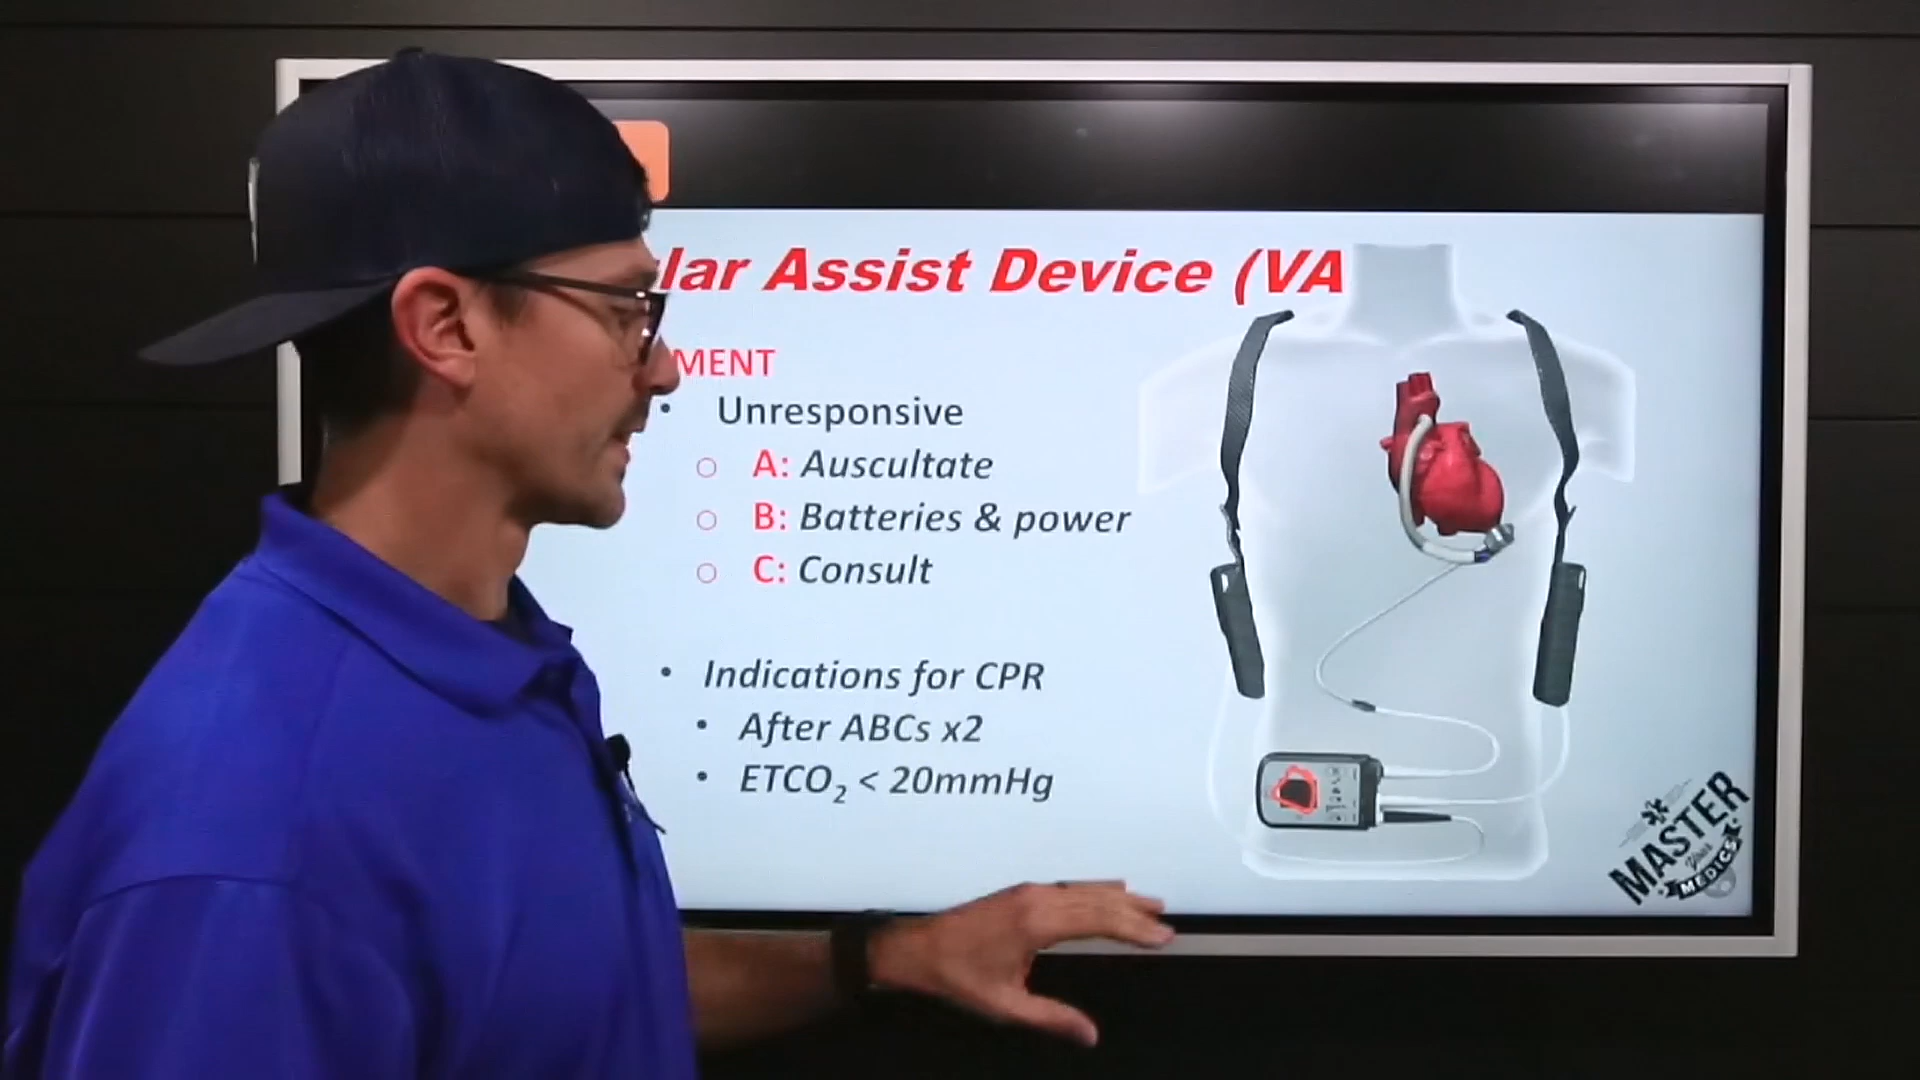 lar Assist Device (VA
MENT
• Unresponsive
○ A: Auscultate
○ B: Batteries & power
○ C: Consult
• Indications for CPR
• After ABCs x2
• ETCO₂ < 20mmHg
MASTER
Your
MEDICS